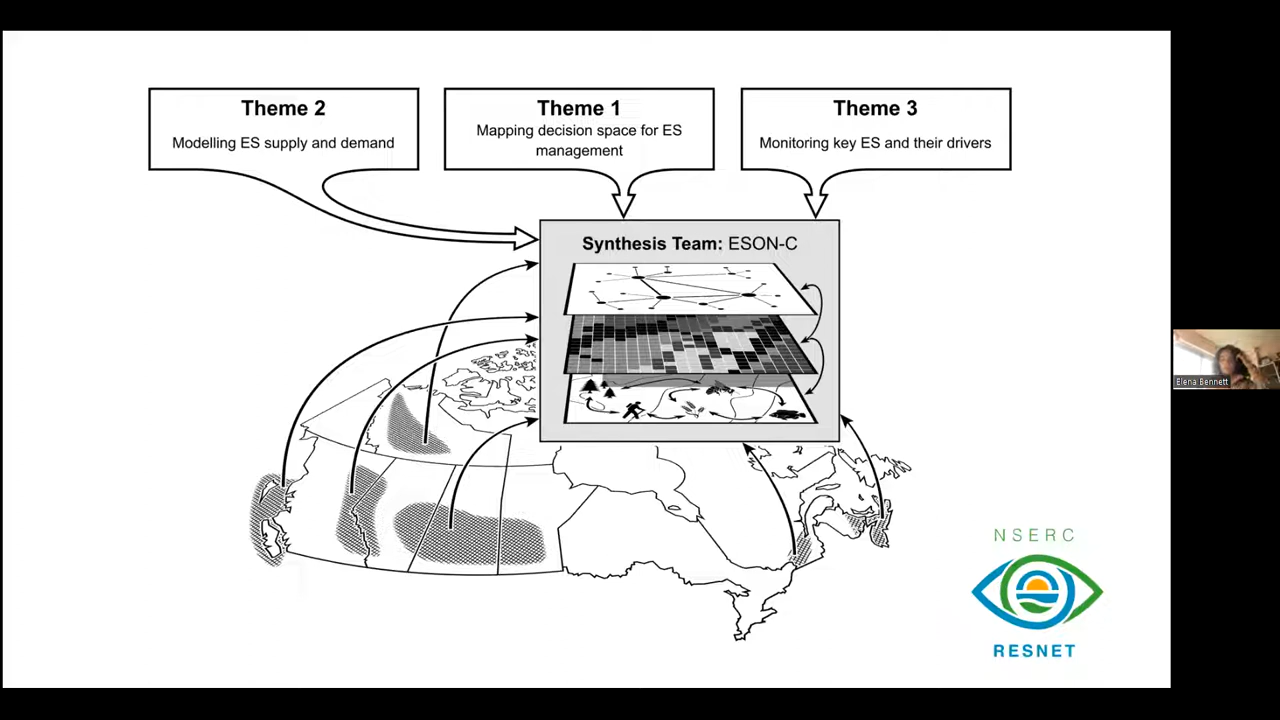 Theme 2
Modelling ES supply and demand
Theme 1
Mapping decision space for ES
management
Theme 3
Monitoring key ES and their drivers
Synthesis Team: ESON-C
NSERC
RESNET
Elena Bennett